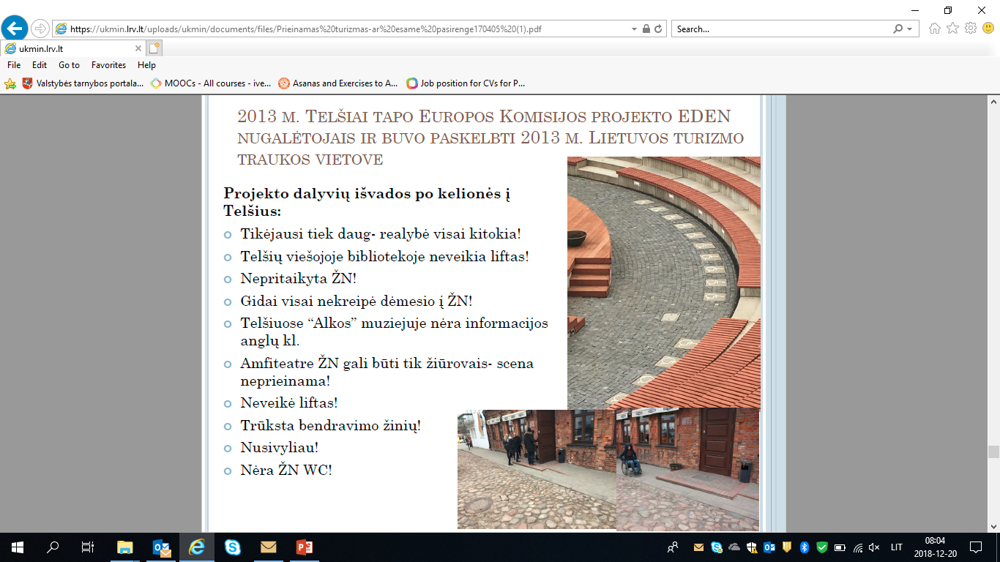 https://ukmin.lrv.lt/uploads/ukmin/documents/files/Prieinamas%20turizmas-ar%20esame%20pasirenge170405%20(1).pdf
Search...
ukmin.lrv.lt
File Edit Go to Favorites Help
Valstybės tarnybos portala... MOOCs - All courses - ive... Asanas and Exercises to A... Job position for CVs for P...
2013 M. TELŠIAI TAPO EUROPOS KOMISIJOS PROJEKTO EDEN
NUGALĖTOJAIS IR BUVO PASKELBTI 2013 M. LIETUVOS TURIZMO
TRAUKOS VIETOVE
Projekto dalyvių išvados po kelionės į
Telšius:
Tikėjausi tiek daug- realybė visai kitokia!
Telšių viešojoje bibliotekoje neveikia liftas!
Nepritaikyta ŽN!
Gidai visai nekreipė dėmesio į ŽN!
Telšiuose “Alkos” muziejuje nėra informacijos
anglų kl.
Amfiteatre ŽN gali būti tik žiūrovais- scena
neprieinama!
Neveikė liftas!
Trūksta bendravimo žinių!
Nusivyliau!
Nėra ŽN WC!
LIT
08:04
2018-12-20